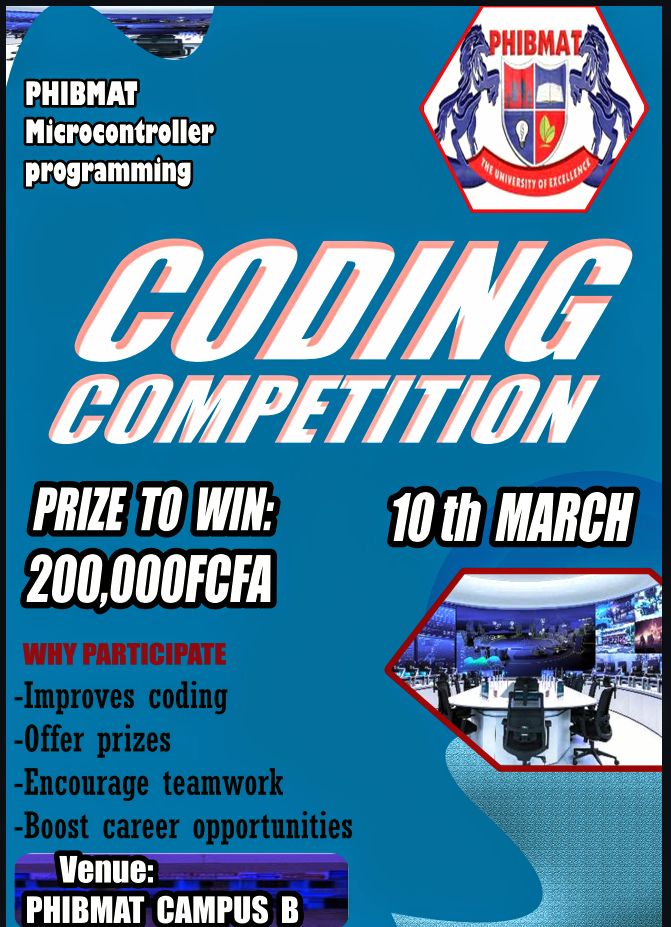 PHIBMAT
Microcontroller
programming
PHIBMAT
THE UNIVERSITY OF EXCELLENCE
CODING
COMPETITION
PRIZE TO WIN:
200,000FCFA
10 th MARCH
WHY PARTICIPATE
-Improves coding
-Offer prizes
-Encourage teamwork
-Boost career opportunities
Venue:
PHIBMAT CAMPUS B